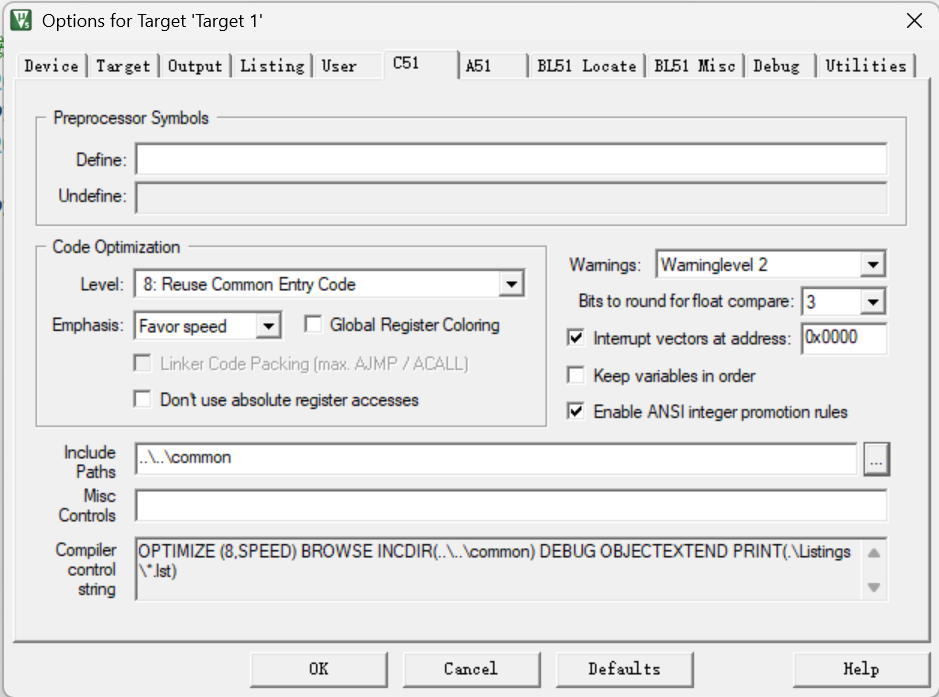 Options for Target 'Target 1'
Device Target Output Listing User C51 A51 BL51 Locate BL51 Misc Debug Utilities
Preprocessor Symbols
Define:
Undefine:
Code Optimization
Level: 8: Reuse Common Entry Code
Emphasis: Favor speed Global Register Coloring
Linker Code Packing (max. AJMP / ACALL)
Don't use absolute register accesses
Warnings: Warninglevel 2
Bits to round for float compare: 3
Interrupt vectors at address: 0x0000
Keep variables in order
Enable ANSI integer promotion rules
Include
Paths
..\..\common
...
Misc
Controls
Compiler
control
string
OPTIMIZE (8,SPEED) BROWSE INCDIR(..\..\common) DEBUG OBJECTEXTEND PRINT(.\Listings
\*.lst)
OK Cancel Defaults Help